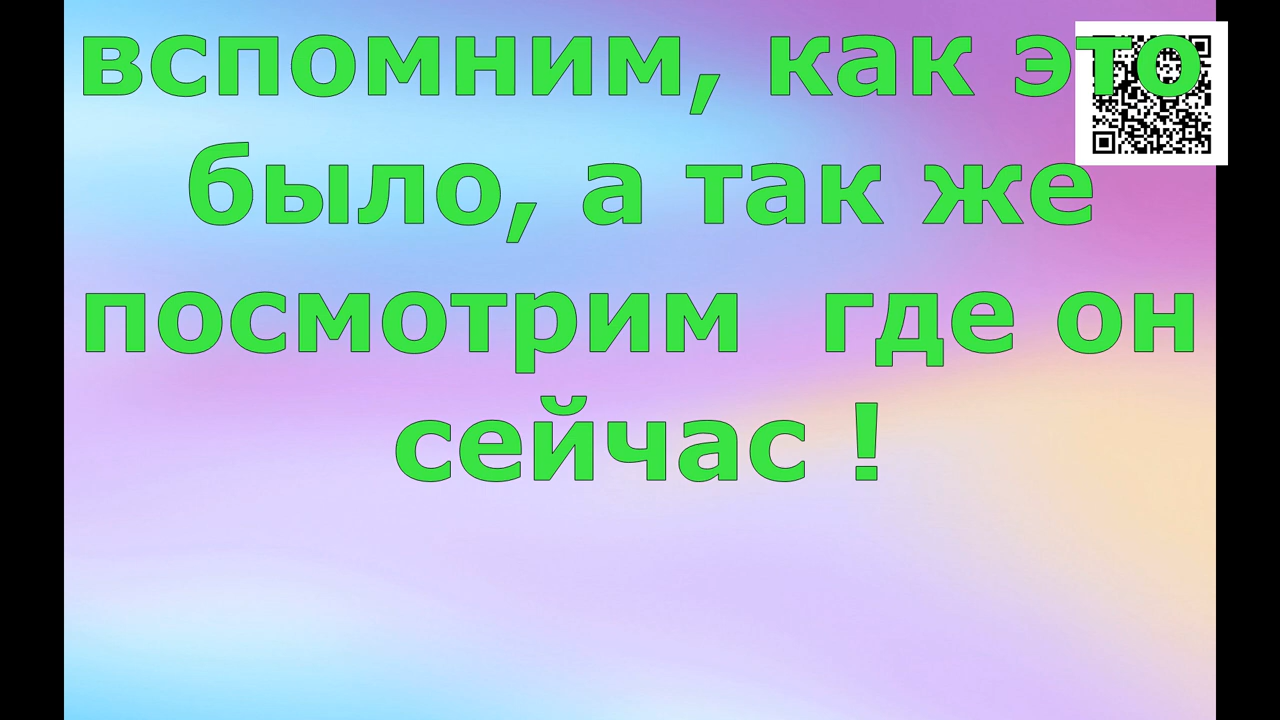 вспомним, как это
было, а так же
посмотрим  где он
сейчас !